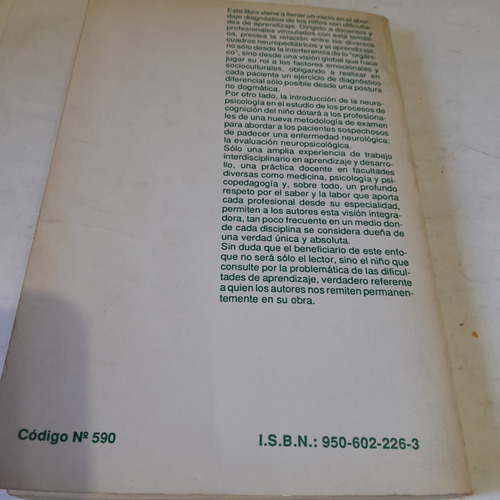 Este libro viene a llenar un vacío en el abor-
daje diagnóstico de los niños con dificulta-
des de aprendizaje. Dirigido a docentes y
profesionales vinculados con esta temáti-
ca, precisa la relación entre los diversos
cuadros neuropediátricos y el aprendizaje,
no sólo desde la interferencia de lo "orgáni-
co", sino desde una visión global que hace
jugar su rol a los factores emocionales y
socioculturales, obligando a realizar en
cada paciente un ejercicio de diagnóstico
diferencial sólo posible desde una postura
no dogmática.
Por otro lado, la introducción de la neuro-
psicología en el estudio de los procesos de
cognición del niño dotará a los profesiona-
les de una nueva metodología de examen
para abordar a los pacientes sospechosos
de padecer una enfermedad neurológica:
la evaluación neuropsicológica.
Sólo una amplia experiencia de trabajo
interdisciplinario en aprendizaje y desarro-
llo, una práctica docente en facultades
diversas como medicina, psicología y psi-
copedagogía y, sobre todo, un profundo
respeto por el saber y la labor que aporta
cada profesional desde su especialidad,
permiten a los autores esta visión integra-
dora, tan poco frecuente en un medio don-
de cada disciplina se considera dueña de
una verdad única y absoluta.
Sin duda que el beneficiario de este enfo-
que no será sólo el lector, sino el niño que
consulte por la problemática de las dificul-
tades de aprendizaje, verdadero referente
a quien los autores nos remiten permanen-
temente en su obra.
Código Nº 590
I.S.B.N.: 950-602-226-3